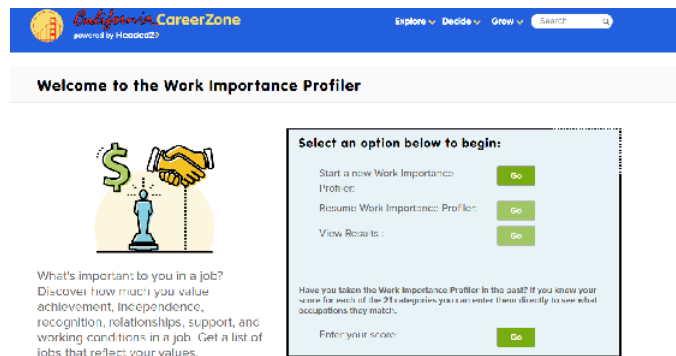 California CareerZone
powered by Headed2
Explore Decide Grow Search
Welcome to the Work Importance Profiler
Select an option below to begin:
Start a new Work Importance
Profiler:
Go
Resume Work Importance Profiler:
Go
View Results :
Go
Have you taken the Work Importance Profiler in the past? If you know your
score for each of the 21 categories you can enter them directly to see what
occupations they match.
Enter your score:
Go
What's important to you in a job?
Discover how much you value
achievement, independence,
recognition, relationships, support, and
working conditions in a job. Get a list of
jobs that reflect your values.